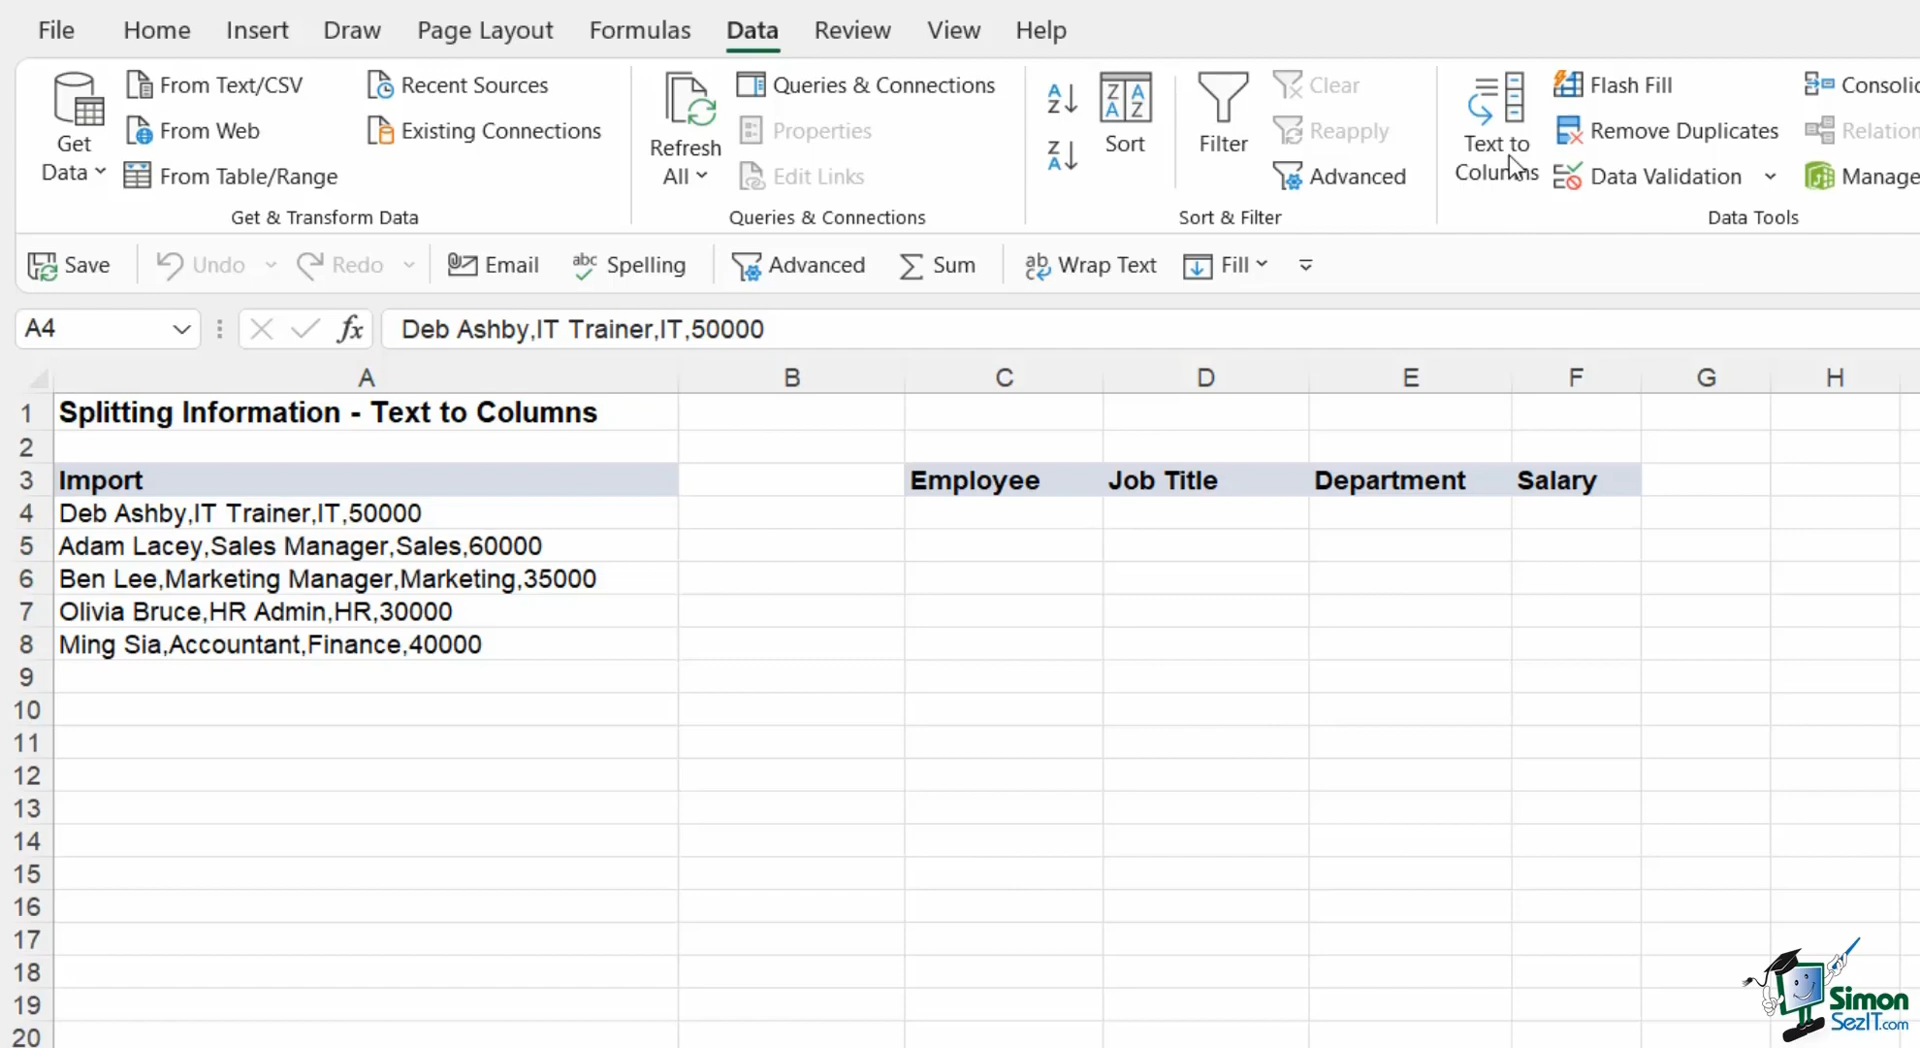 File Home Insert Draw Page Layout Formulas Data Review View Help
Get Data
From Text/CSV
From Web
From Table/Range
Recent Sources
Existing Connections
Get & Transform Data
Refresh All
Queries & Connections
Properties
Edit Links
Queries & Connections
Sort
Filter
Clear
Reapply
Advanced
Sort & Filter
Text to Columns
Flash Fill
Remove Duplicates
Data Validation
Consolid
Relation
Manage
Data Tools
Save Undo Redo Email Spelling Advanced Sum Wrap Text Fill
A4 fx Deb Ashby,IT Trainer,IT,50000
A B C D E F G H
1 Splitting Information - Text to Columns
2
3 Import Employee Job Title Department Salary
4 Deb Ashby,IT Trainer,IT,50000
5 Adam Lacey,Sales Manager,Sales,60000
6 Ben Lee,Marketing Manager,Marketing,35000
7 Olivia Bruce,HR Admin,HR,30000
8 Ming Sia,Accountant,Finance,40000
9
10
11
12
13
14
15
16
17
18
19
20
Simon
SezIT.com